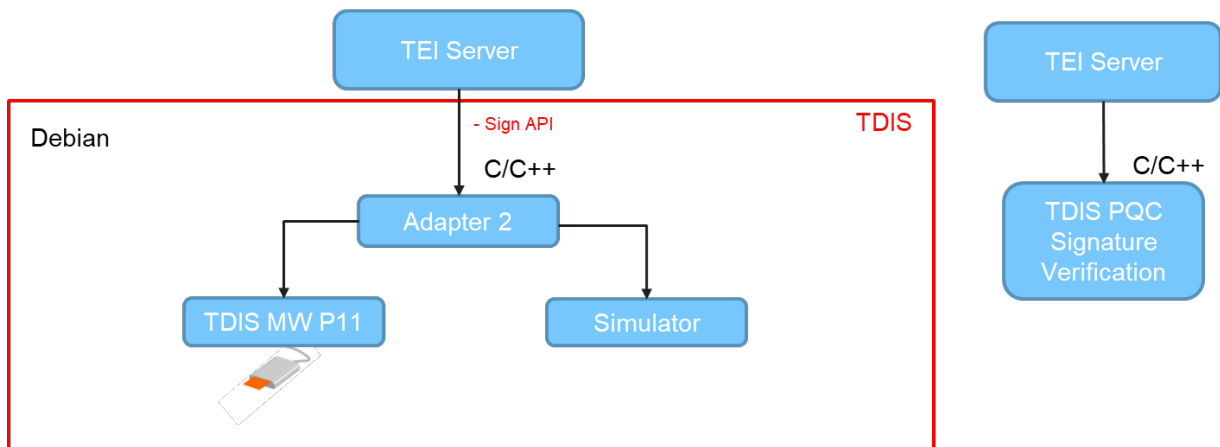 TEI Server
TEI Server
Debian
- Sign API
TDIS
C/C++
C/C++
Adapter 2
TDIS PQC
Signature
Verification
TDIS MW P11
Simulator